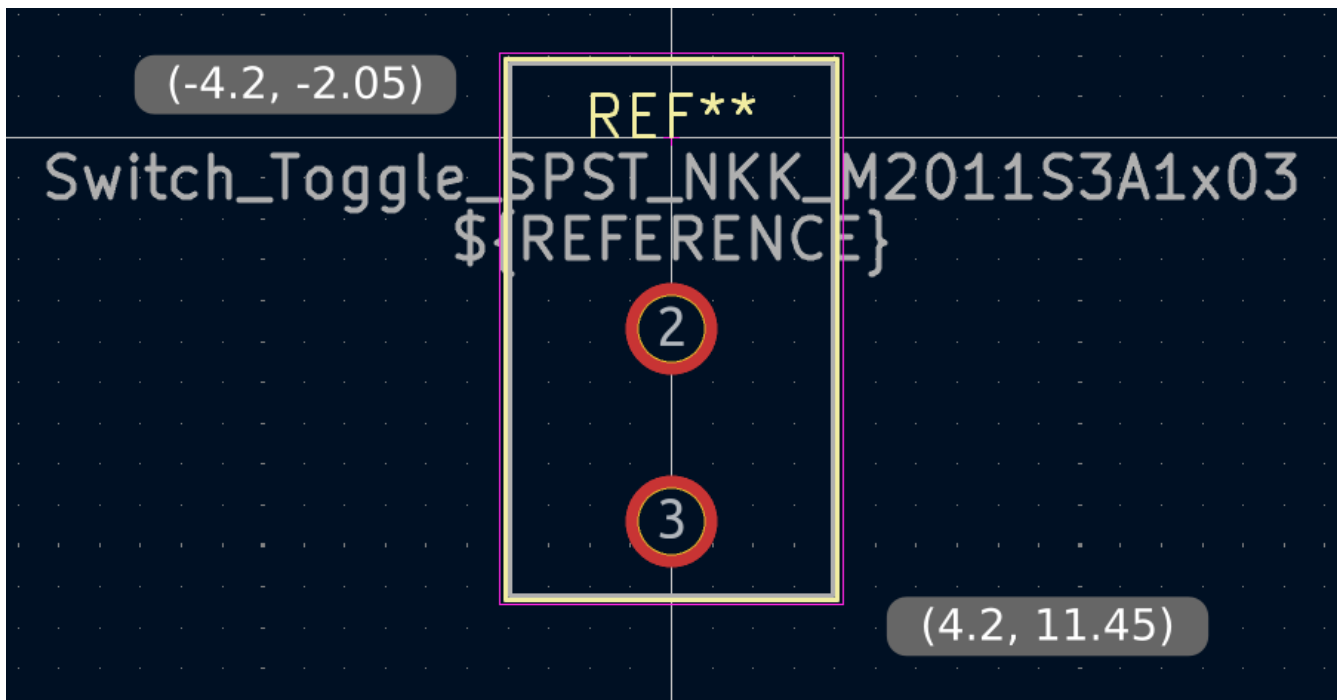 (-4.2, -2.05)
REF**
Switch_Toggle_SPST_NKK_M2011S3A1x03
${REFERENCE}
2
3
(4.2, 11.45)